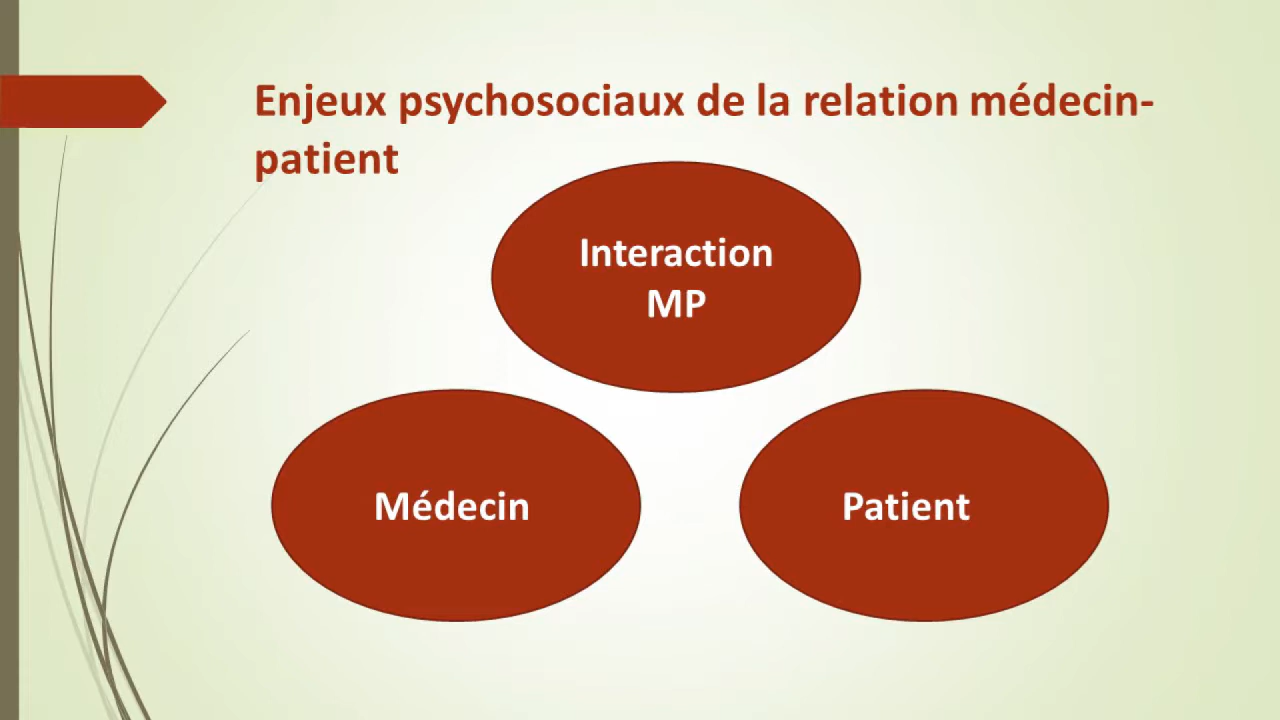 Enjeux psychosociaux de la relation médecin-
patient
Interaction
MP
Médecin
Patient